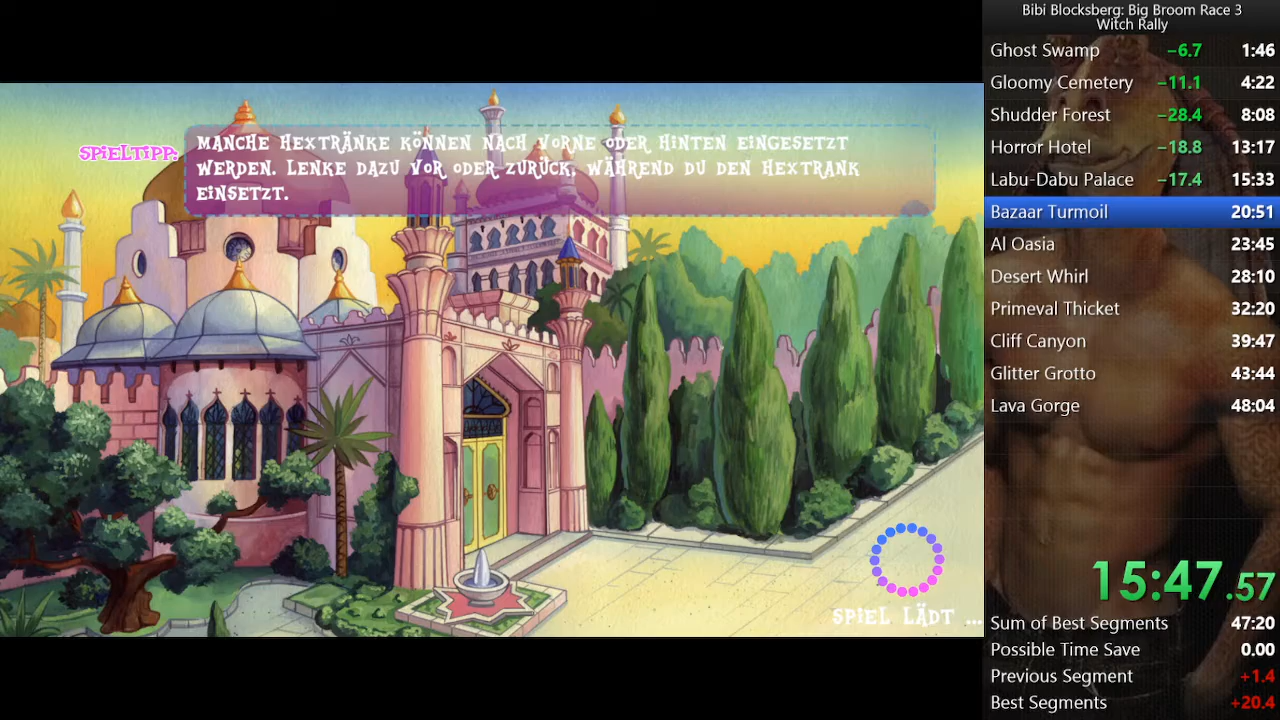 Bibi Blocksberg: Big Broom Race 3
Witch Rally
SPIELTIPP:
MANCHE HEXTRÄNKE KÖNNEN NACH VORNE ODER HINTEN EINGESETZT
WERDEN. LENKE DAZU VOR ODER ZURÜCK, WÄHREND DU DEN HEXTRANK
EINSETZT.
SPIEL LÄDT ...
Ghost Swamp −6.7 1:46
Gloomy Cemetery −11.1 4:22
Shudder Forest −28.4 8:08
Horror Hotel −18.8 13:17
Labu-Dabu Palace −17.4 15:33
Bazaar Turmoil 20:51
Al Oasia 23:45
Desert Whirl 28:10
Primeval Thicket 32:20
Cliff Canyon 39:47
Glitter Grotto 43:44
Lava Gorge 48:04
15:47.57
Sum of Best Segments 47:20
Possible Time Save 0.00
Previous Segment +1.4
Best Segments +20.4